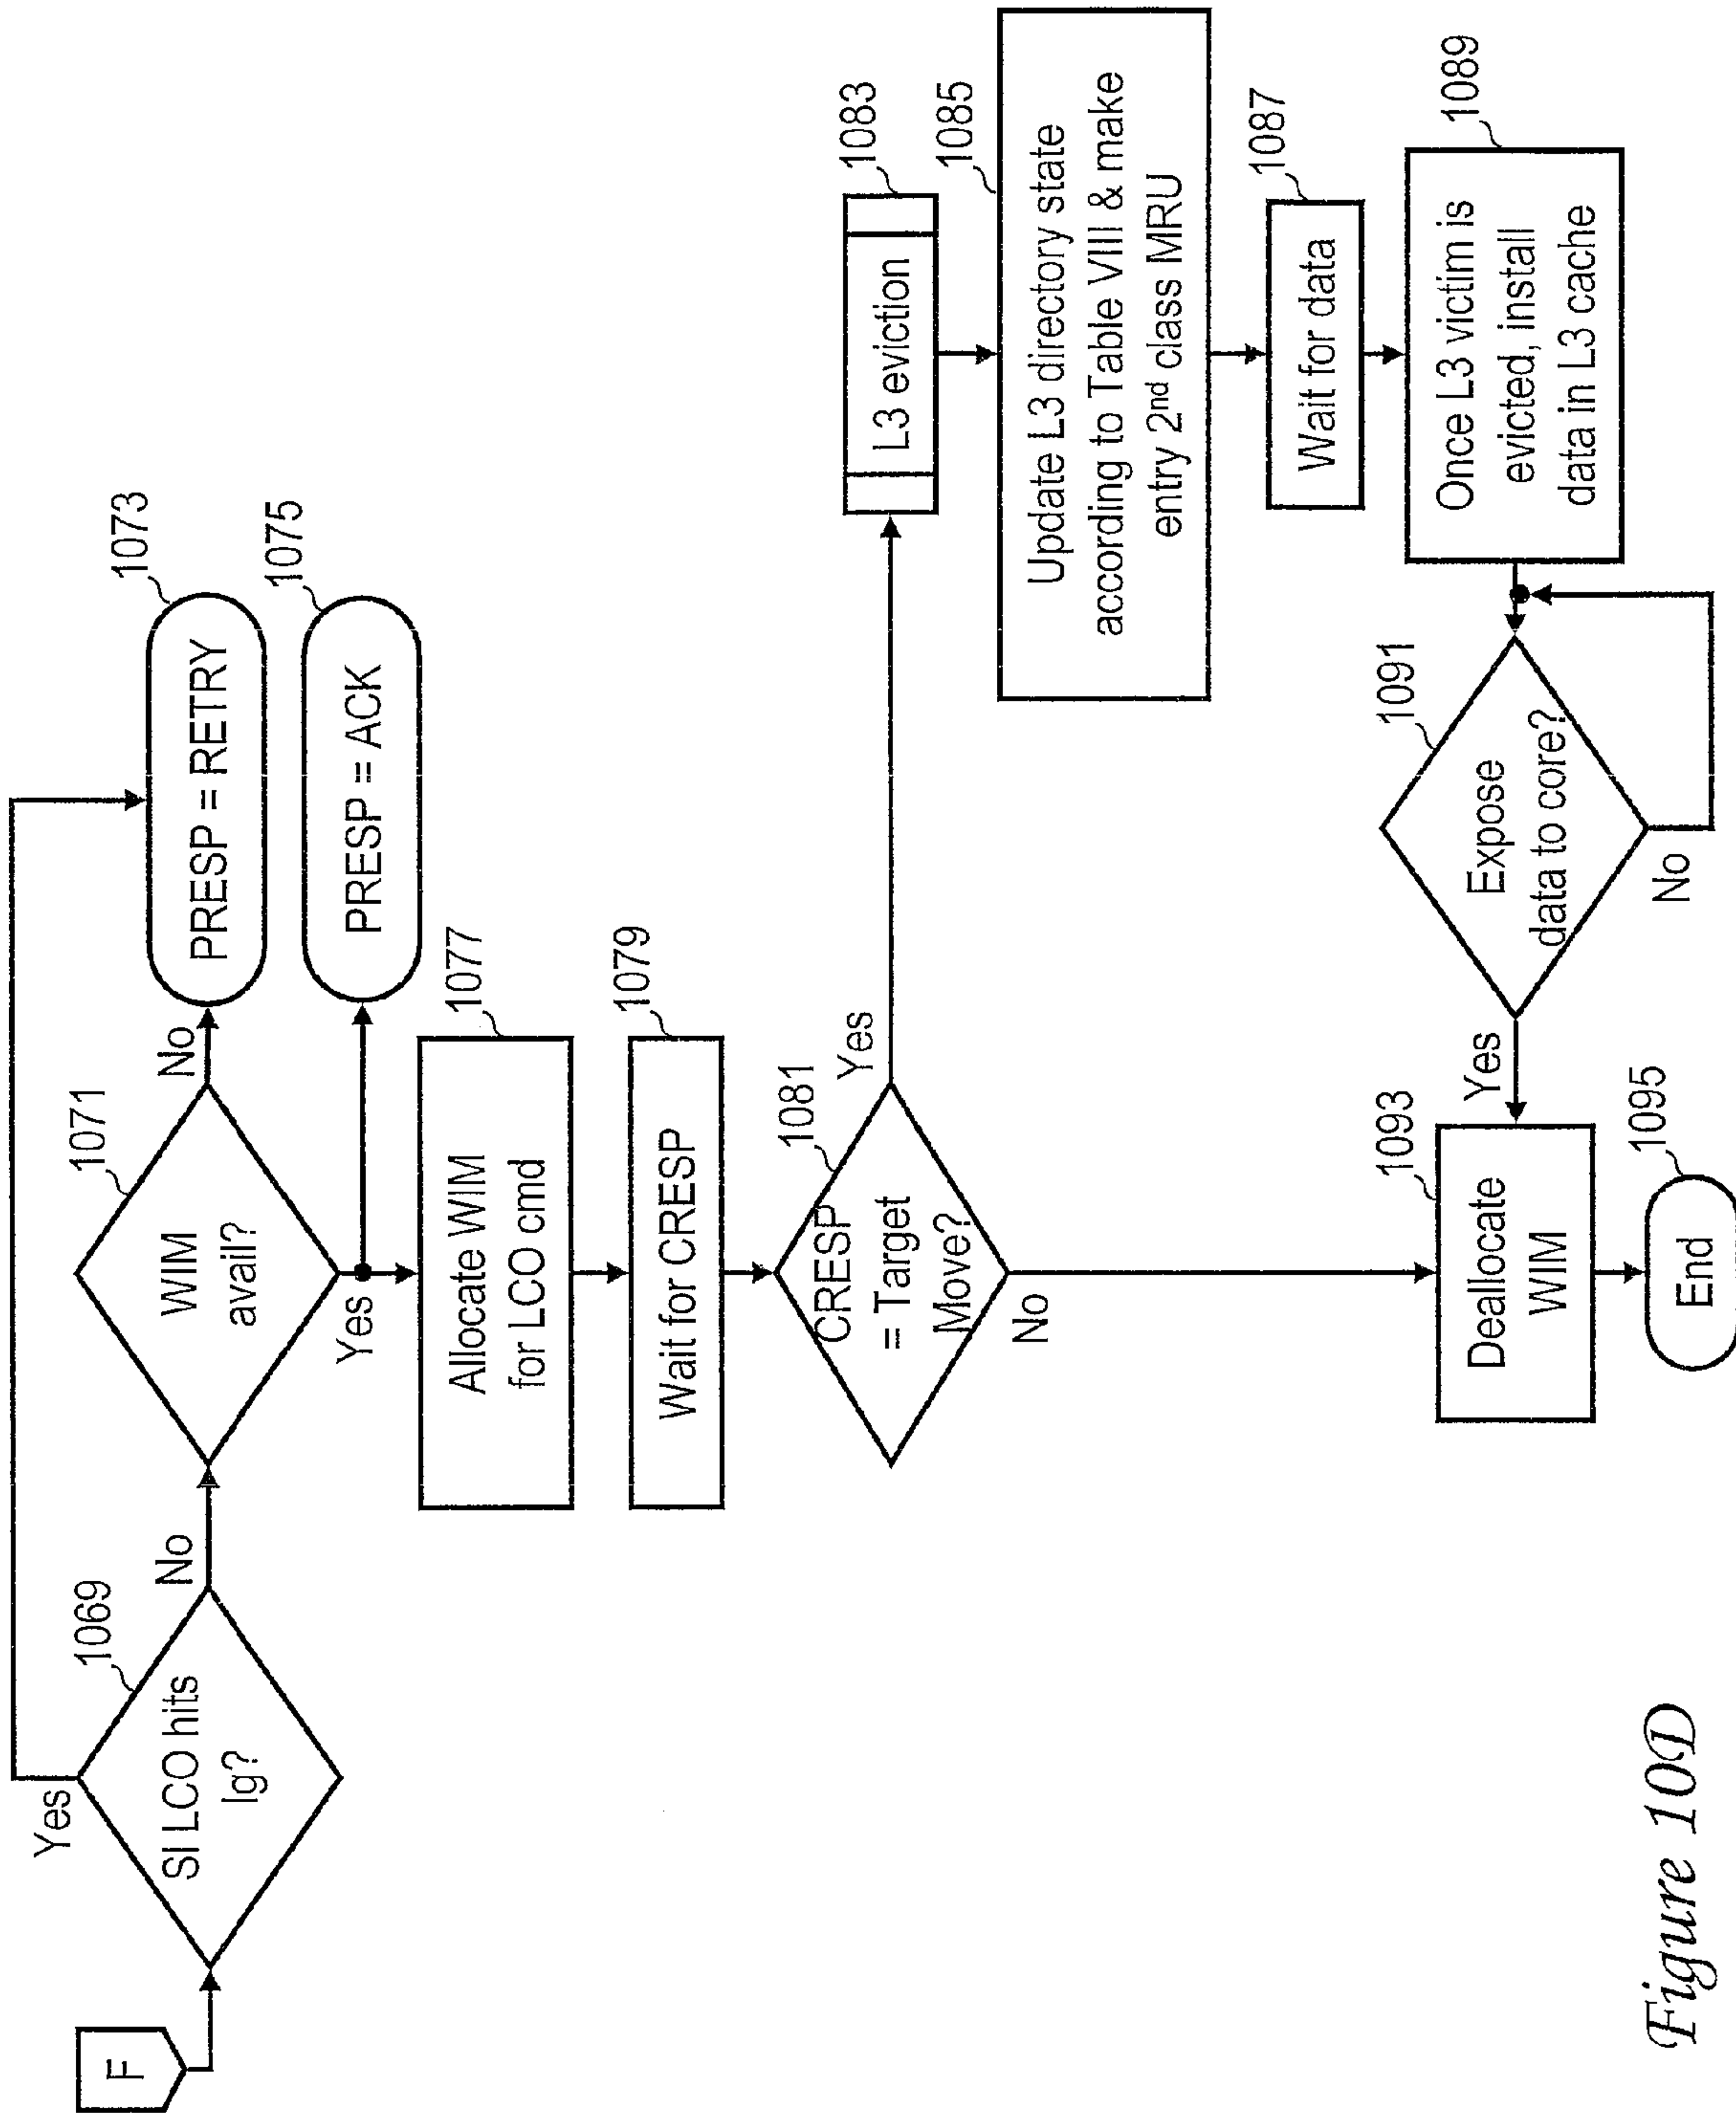 F
Yes
SI LCO hits
Ig?
1069
No
WIM
avail?
1071
No
PRESP = RETRY
1073
Yes
PRESP = ACK
1075
Allocate WIM
for LCO cmd
1077
Wait for CRESP
1079
CRESP
= Target
Move?
1081
Yes
No
L3 eviction
1083
Update L3 directory state
according to Table VIII & make
entry 2nd class MRU
1085
Wait for data
1087
Once L3 victim is
evicted, install
data in L3 cache
1089
Expose
data to core?
1091
No
Yes
Deallocate
WIM
1093
End
1095
Figure 10D